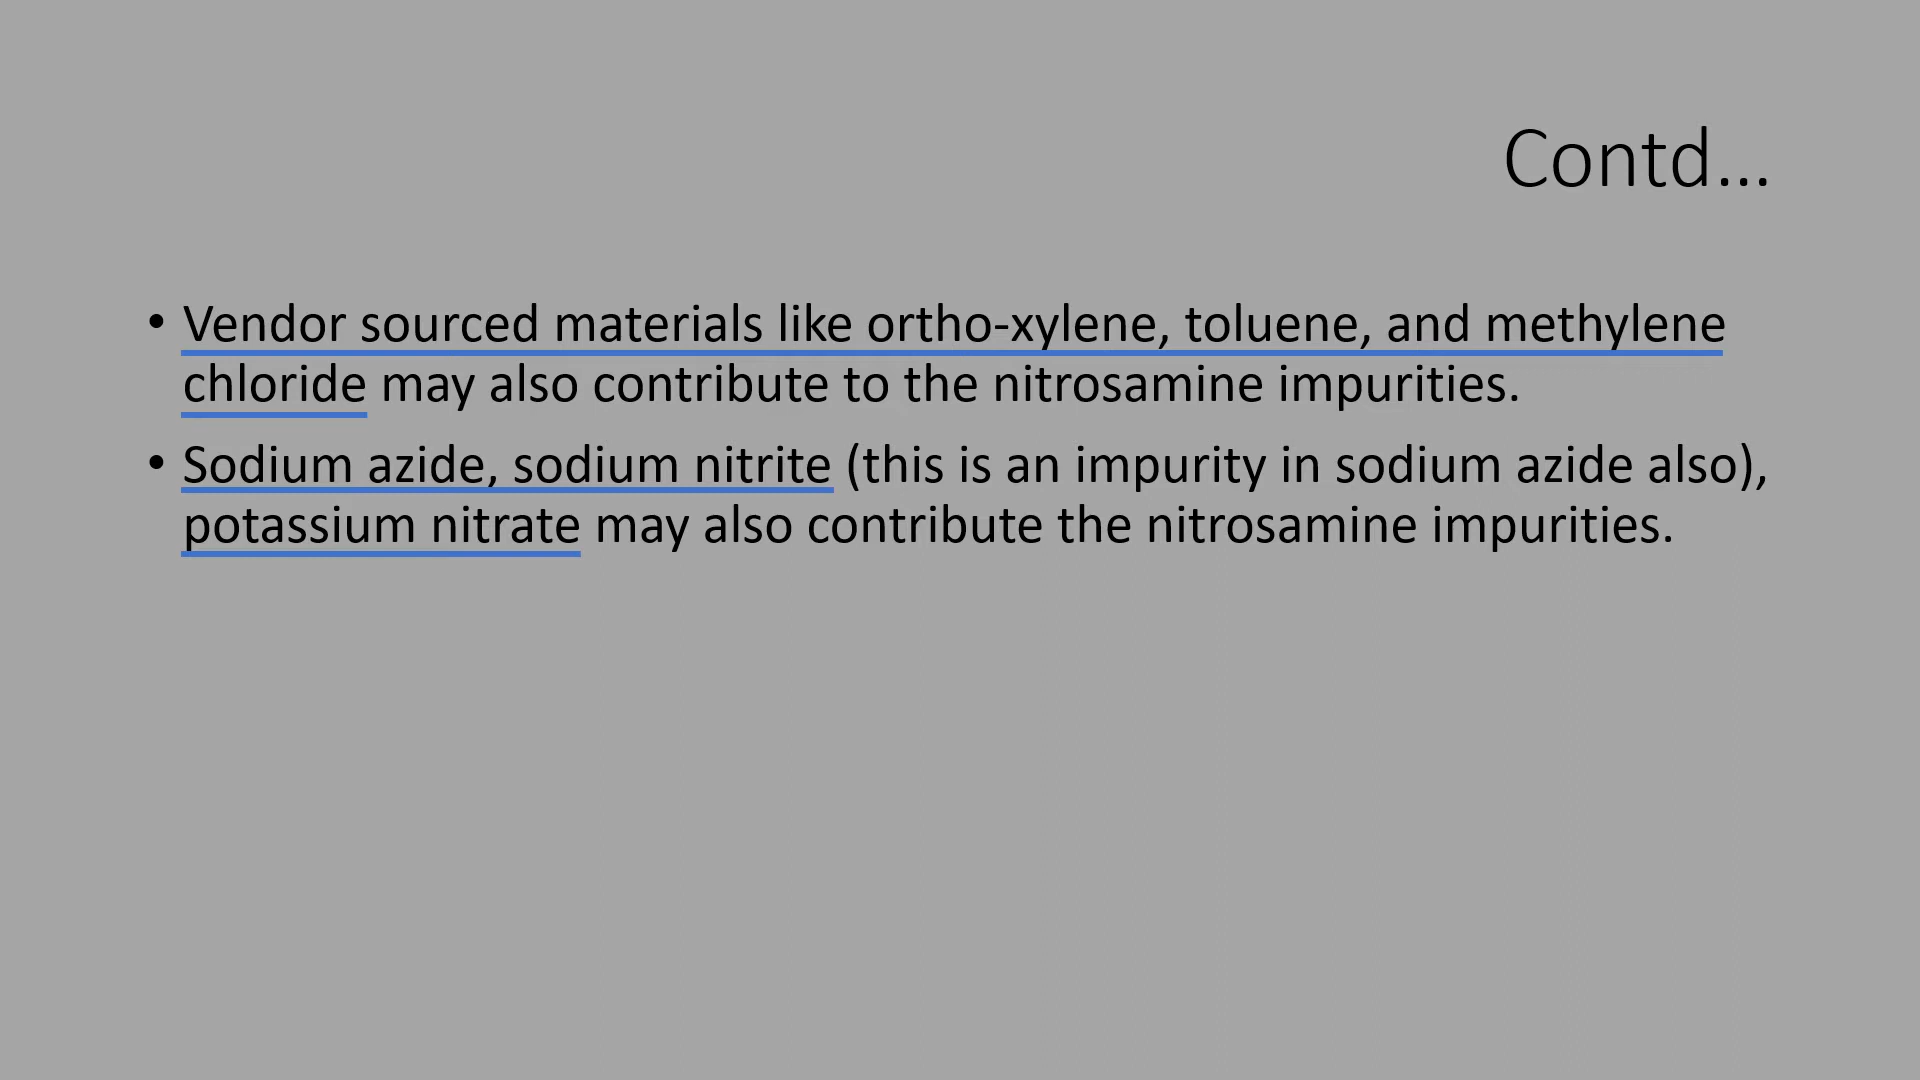 Contd...
• Vendor sourced materials like ortho-xylene, toluene, and methylene
chloride may also contribute to the nitrosamine impurities.
• Sodium azide, sodium nitrite (this is an impurity in sodium azide also),
potassium nitrate may also contribute the nitrosamine impurities.